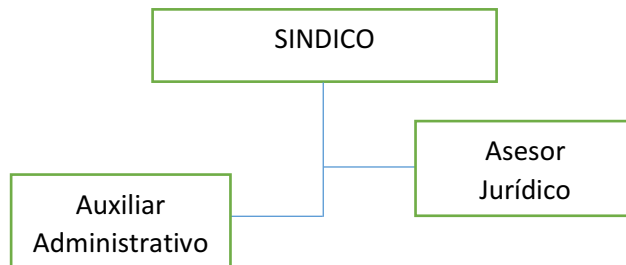 SINDICO
Asesor
Jurídico
Auxiliar
Administrativo